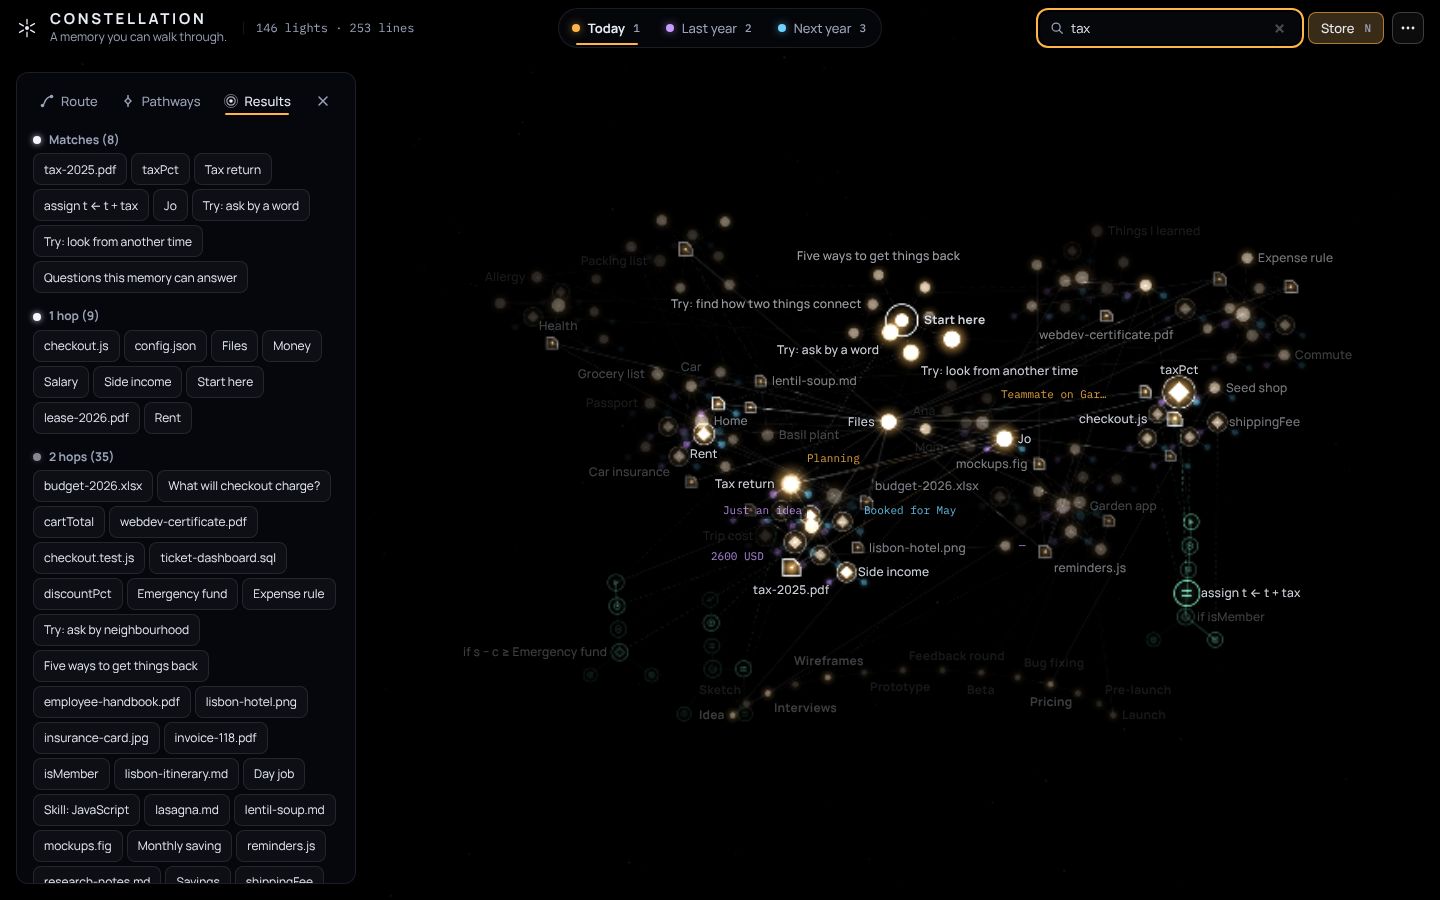 CONSTELLATION
A memory you can walk through.
146 lights · 253 lines
Today 1
Last year 2
Next year 3
tax
Store N
Route
Pathways
Results
Matches (8)
tax-2025.pdf
taxPct
Tax return
assign t ← t + tax
Jo
Try: ask by a word
Try: look from another time
Questions this memory can answer
1 hop (9)
checkout.js
config.json
Files
Money
Salary
Side income
Start here
lease-2026.pdf
Rent
2 hops (35)
budget-2026.xlsx
What will checkout charge?
cartTotal
webdev-certificate.pdf
checkout.test.js
ticket-dashboard.sql
discountPct
Emergency fund
Expense rule
Try: ask by neighbourhood
Five ways to get things back
employee-handbook.pdf
lisbon-hotel.png
insurance-card.jpg
invoice-118.pdf
isMember
lisbon-itinerary.md
Day job
Skill: JavaScript
lasagna.md
lentil-soup.md
mockups.fig
Monthly saving
reminders.js
research-notes.md
Savings
shippingFee
Things I learned
Five ways to get things back
Expense rule
Packing list
Allergy
Try: find how two things connect
Start here
Health
webdev-certificate.pdf
Try: ask by a word
Commute
Car
Try: look from another time
taxPct
Grocery list
lentil-soup.md
Seed shop
Teammate on Gar…
Passport
Ana
Home
Files
checkout.js
shippingFee
Basil plant
Jo
Mom
Rent
Planning
mockups.fig
Car insurance
Tax return
budget-2026.xlsx
Just an idea
Booked for May
Garden app
Trip cost
lisbon-hotel.png
2600 USD
Side income
reminders.js
tax-2025.pdf
assign t ← t + tax
if isMember
if s − c ≥ Emergency fund
Wireframes
Feedback round
Bug fixing
Sketch
Prototype
Beta
Pre-launch
Interviews
Pricing
Idea
Launch